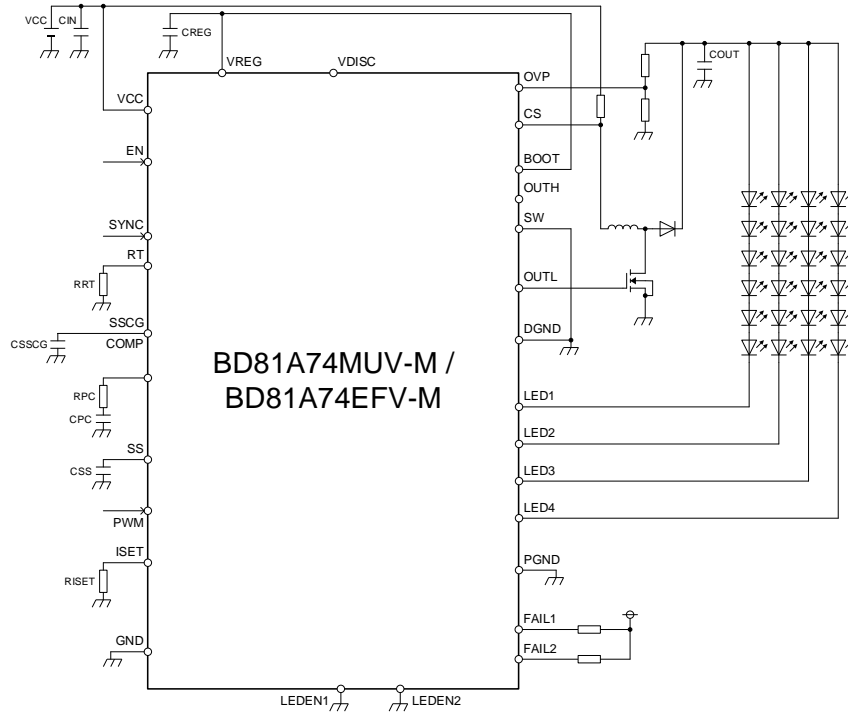 VCC
CIN
CREG
VREG
VDISC
OVP
COUT
VCC
CS
EN
BOOT
OUTH
SYNC
SW
RT
RRT
OUTL
SSCG
CSSCG
COMP
DGND
BD81A74MUV-M /
BD81A74EFV-M
RPC
CPC
LED1
SS
LED2
CSS
LED3
PWM
LED4
ISET
RISET
PGND
FAIL1
GND
FAIL2
LEDEN1
LEDEN2